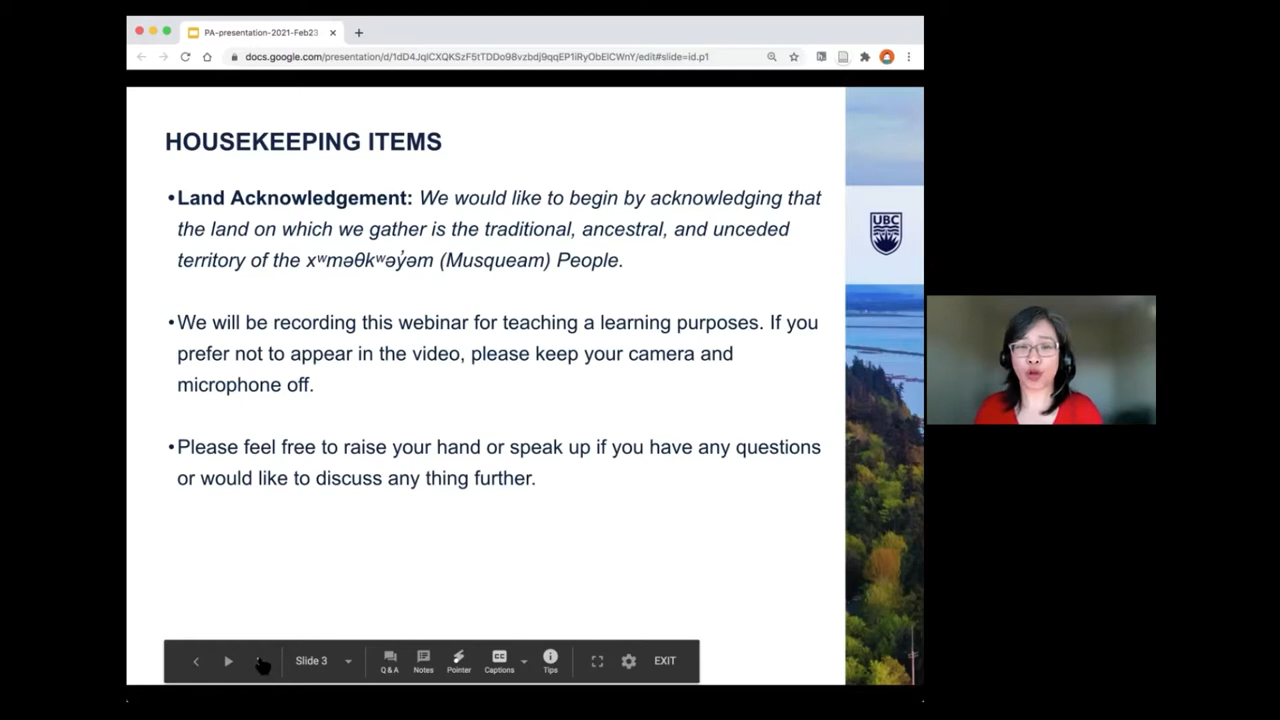 PA-presentation-2021-Feb23
docs.google.com/presentation/d/1dD4JqlCXQKSzF5tTDDo98vzbdj9qqEP1iRyObElCWnY/edit#slide=id.p1
HOUSEKEEPING ITEMS
•Land Acknowledgement: We would like to begin by acknowledging that
the land on which we gather is the traditional, ancestral, and unceded
territory of the xʷməθkʷəy̓əm (Musqueam) People.
•We will be recording this webinar for teaching a learning purposes. If you
prefer not to appear in the video, please keep your camera and
microphone off.
•Please feel free to raise your hand or speak up if you have any questions
or would like to discuss any thing further.
UBC
Slide 3
Q & A
Notes
Pointer
CC
Captions
Tips
EXIT